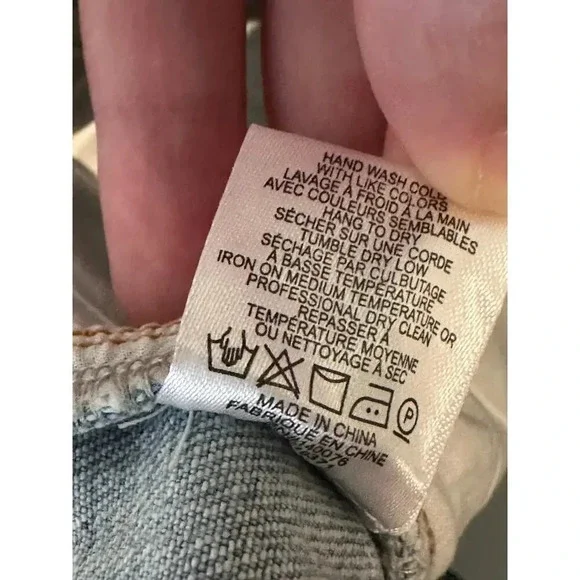 HAND WASH COLD
WITH LIKE COLORS
LAVAGE À FROID À LA MAIN
AVEC COULEURS SEMBLABLES
HANG TO DRY
SÉCHER SUR UNE CORDE
TUMBLE DRY LOW
SÉCHAGE PAR CULBUTAGE
À BASSE TEMPÉRATURE
IRON ON MEDIUM TEMPERATURE OR
PROFESSIONAL DRY CLEAN
REPASSER À
TEMPÉRATURE MOYENNE
OU NETTOYAGE À SEC
P
MADE IN CHINA
FABRIQUÉ EN CHINE